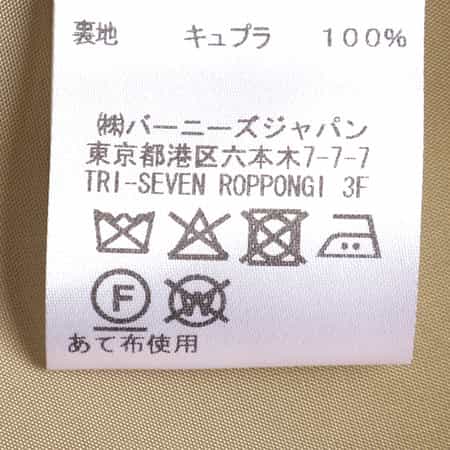 裏地 キュプラ 100%
㈱バーニーズジャパン
東京都港区六本木7-7-7
TRI-SEVEN ROPPONGI 3F
F W
あて布使用